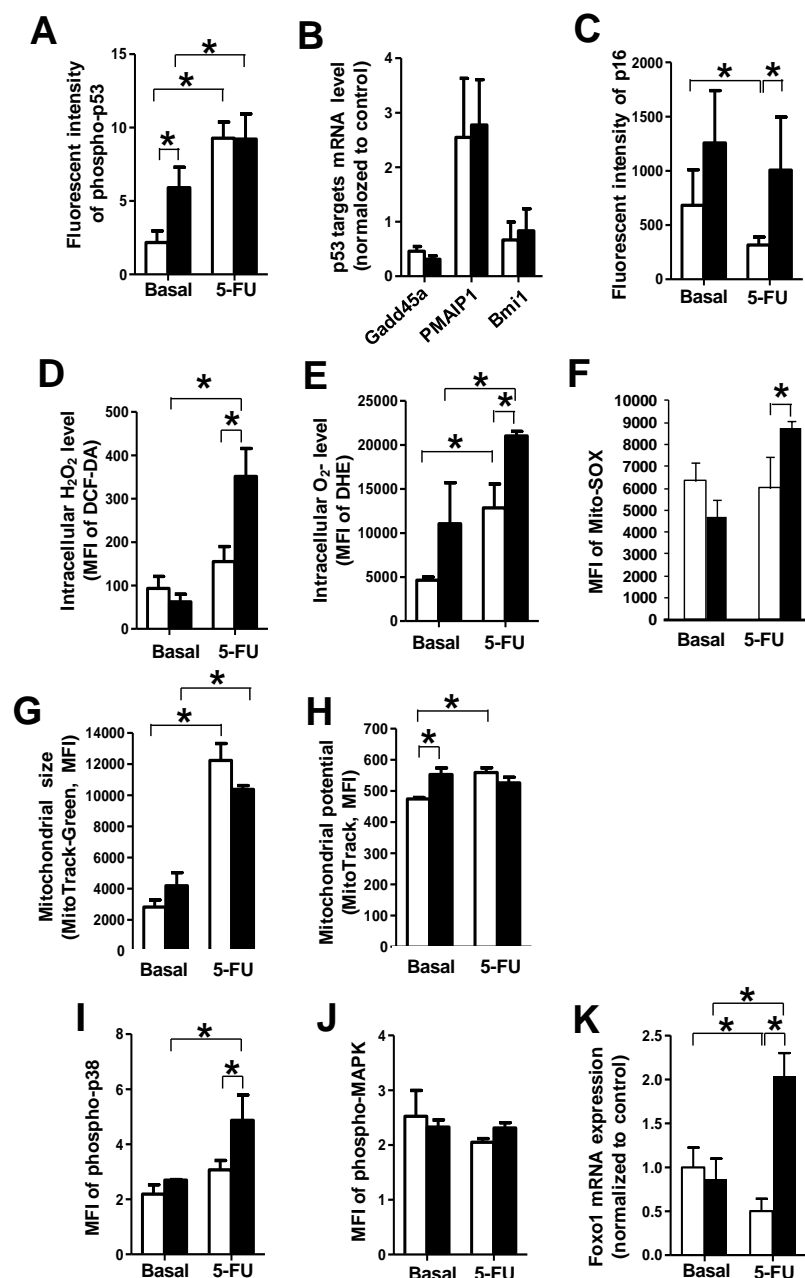 A
Fluorescent intensity
of phospho-p53
15
10
5
0
*
*
*
Basal
5-FU
B
p53 targets mRNA level
(normalozed to control)
4
3
2
1
0
Gadd45a
PMAIP1
Bmi1
C
Fluorescent intensity of p16
2000
1500
1000
500
0
*
*
Basal
5-FU
D
Intracellular H₂O₂ level
(MFI of DCF-DA)
500
400
300
200
100
0
*
*
Basal
5-FU
E
Intracellular O₂- level
(MFI of DHE)
25000
20000
15000
10000
5000
0
*
*
*
Basal
5-FU
F
MFI of Mito-SOX
10000
9000
8000
7000
6000
5000
4000
3000
2000
1000
0
*
Basal
5-FU
G
Mitochondrial size
(MitoTrack-Green, MFI)
14000
12000
10000
8000
6000
4000
2000
0
*
*
Basal
5-FU
H
Mitochondrial potential
(MitoTrack, MFI)
700
600
500
400
300
200
100
0
*
*
Basal
5-FU
I
MFI of phospho-p38
8
6
4
2
0
*
*
Basal
5-FU
J
MFI of phospho-MAPK
4
3
2
1
0
Basal
5-FU
K
Foxo1 mRNA expression
(normalized to control)
2.5
2.0
1.5
1.0
0.5
0.0
*
*
*
Basal
5-FU